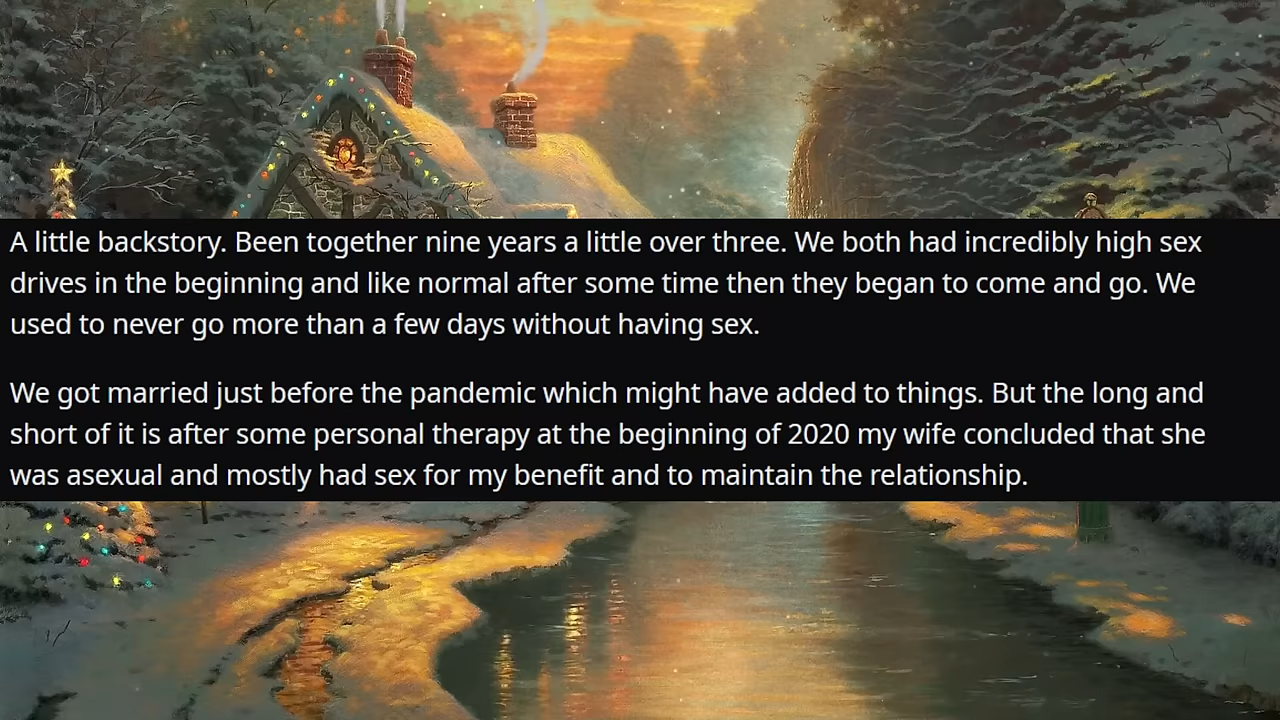 A little backstory. Been together nine years a little over three. We both had incredibly high sex
drives in the beginning and like normal after some time then they began to come and go. We
used to never go more than a few days without having sex.
We got married just before the pandemic which might have added to things. But the long and
short of it is after some personal therapy at the beginning of 2020 my wife concluded that she
was asexual and mostly had sex for my benefit and to maintain the relationship.